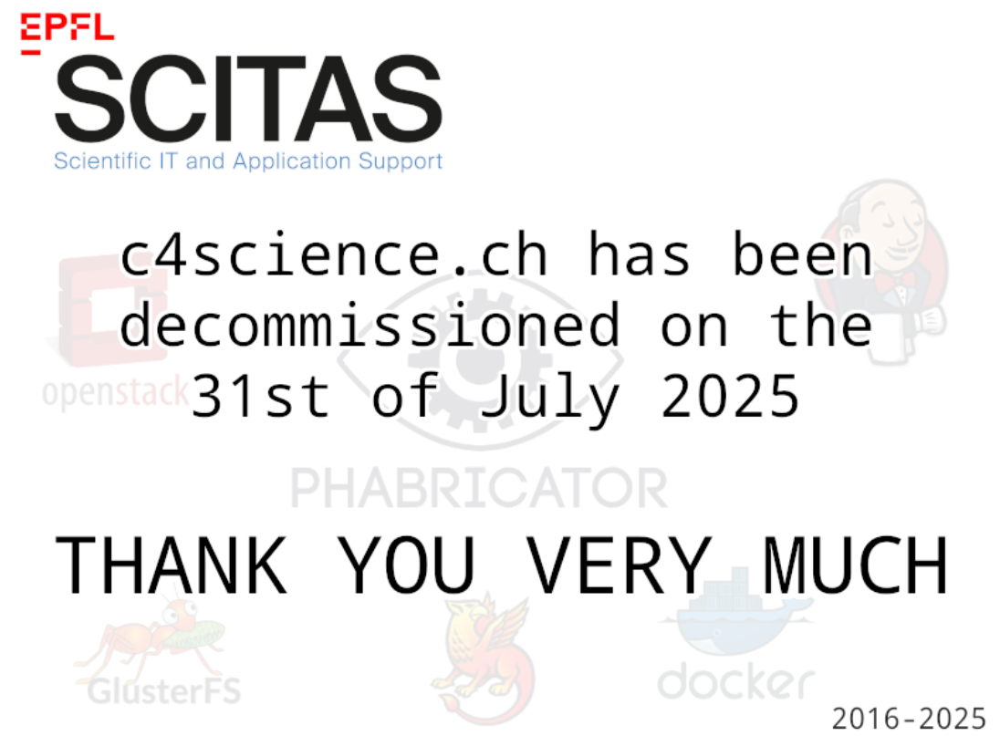 EPFL
SCITAS
Scientific IT and Application Support
c4science.ch has been
decommissioned on the
openstack
31st of July 2025
PHABRICATOR
THANK YOU VERY MUCH
GlusterFS
docker
2016-2025